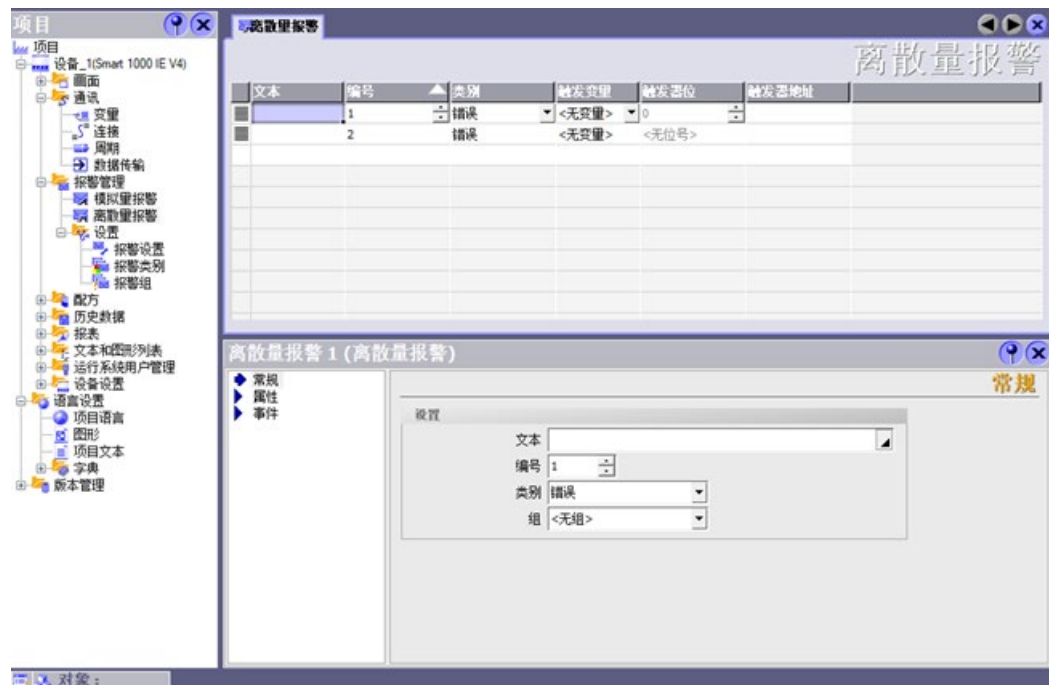 项目
项目
设备_1(Smart 1000 IE V4)
画面
通讯
变量
连接
周期
数据传输
报警管理
模拟量报警
离散量报警
设置
报警设置
报警类别
报警组
配方
历史数据
报表
文本和图形列表
运行系统用户管理
设备设置
语言设置
项目语言
图形
项目文本
字典
版本管理
离散量报警
离散量报警
文本 编号 类别 触发变量 触发器位 触发器地址
1 错误 <无变量> 0
2 错误 <无变量> <无位号>
离散量报警 1 (离散量报警)
常规
属性
事件
常规
设置
文本
编号 1
类别 错误
组 <无组>
对象：